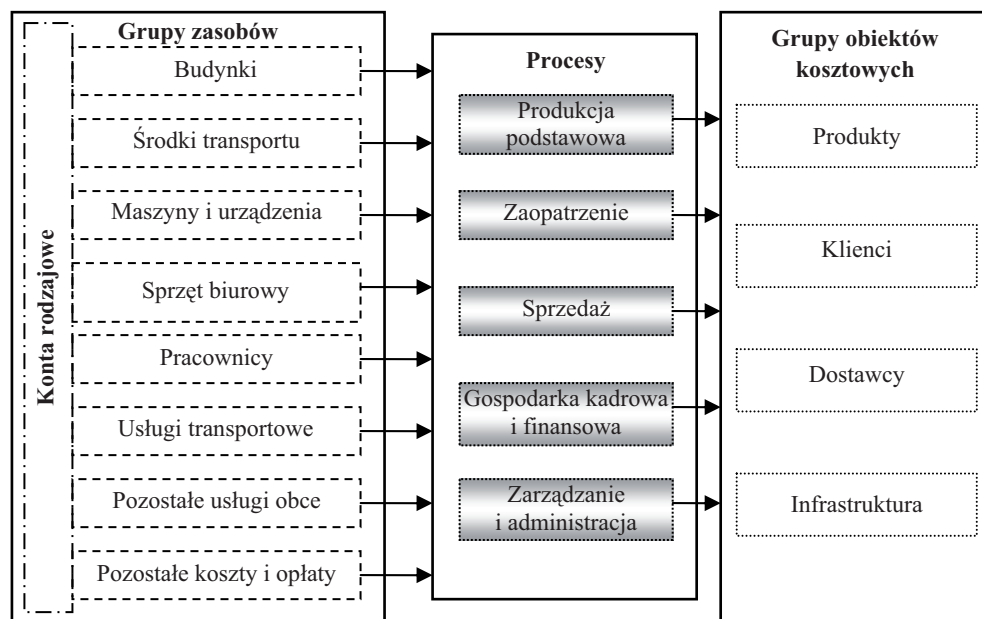 Konta rodzajowe
Grupy zasobów
Budynki
Środki transportu
Maszyny i urządzenia
Sprzęt biurowy
Pracownicy
Usługi transportowe
Pozostałe usługi obce
Pozostałe koszty i opłaty
Procesy
Produkcja
podstawowa
Zaopatrzenie
Sprzedaż
Gospodarka kadrowa
i finansowa
Zarządzanie
i administracja
Grupy obiektów
kosztowych
Produkty
Klienci
Dostawcy
Infrastruktura